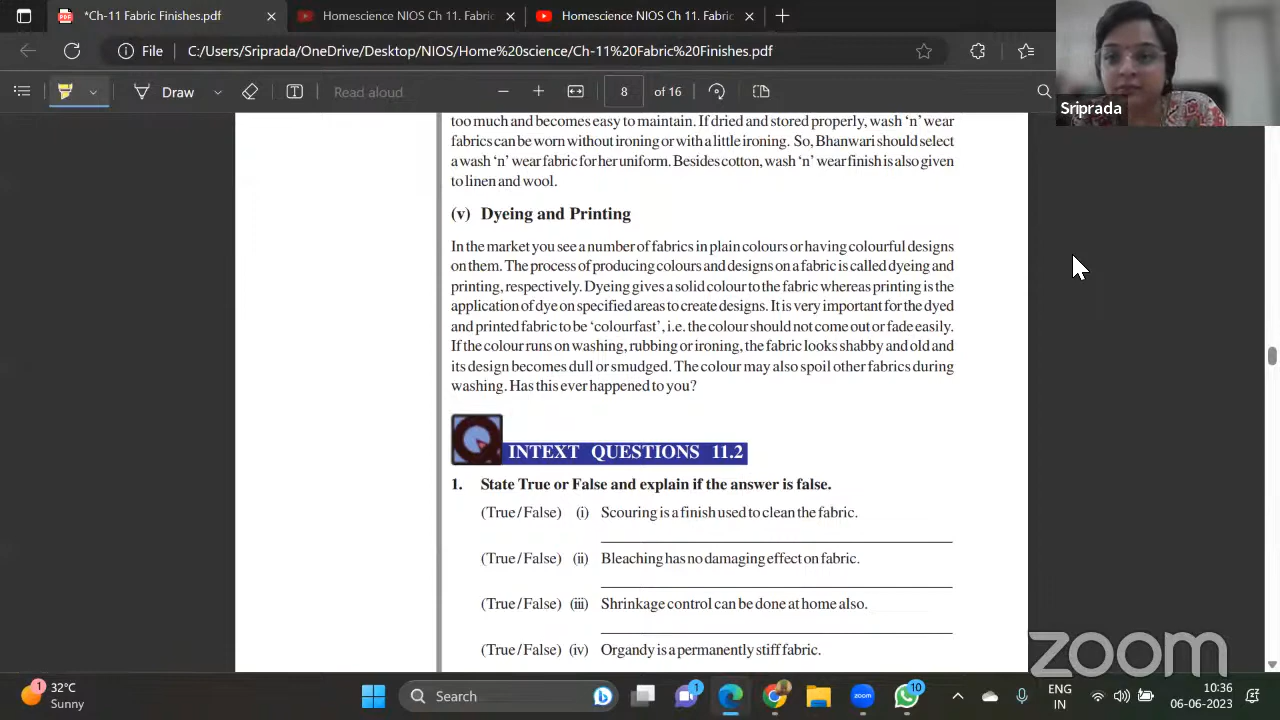 *Ch-11 Fabric Finishes.pdf
Homescience NIOS Ch 11. Fabric
Homescience NIOS Ch 11. Fabric
File
C:/Users/Sriprada/OneDrive/Desktop/NIOS/Home%20science/Ch-11%20Fabric%20Finishes.pdf
Draw
Read aloud
8
of 16
Sriprada
too much and becomes easy to maintain. If dried and stored properly, wash ‘n’ wear
fabrics can be worn without ironing or with a little ironing. So, Bhanwari should select
a wash ‘n’ wear fabric for her uniform. Besides cotton, wash ‘n’ wear finish is also given
to linen and wool.
(v) Dyeing and Printing
In the market you see a number of fabrics in plain colours or having colourful designs
on them. The process of producing colours and designs on a fabric is called dyeing and
printing, respectively. Dyeing gives a solid colour to the fabric whereas printing is the
application of dye on specified areas to create designs. It is very important for the dyed
and printed fabric to be ‘colourfast’, i.e. the colour should not come out or fade easily.
If the colour runs on washing, rubbing or ironing, the fabric looks shabby and old and
its design becomes dull or smudged. The colour may also spoil other fabrics during
washing. Has this ever happened to you?
INTEXT QUESTIONS 11.2
1. State True or False and explain if the answer is false.
(True/False) (i) Scouring is a finish used to clean the fabric.
(True/False) (ii) Bleaching has no damaging effect on fabric.
(True/False) (iii) Shrinkage control can be done at home also.
(True/False) (iv) Organdy is a permanently stiff fabric.
zoom
1
32°C
Sunny
Search
1
zoom
10
ENG
IN
10:36
06-06-2023